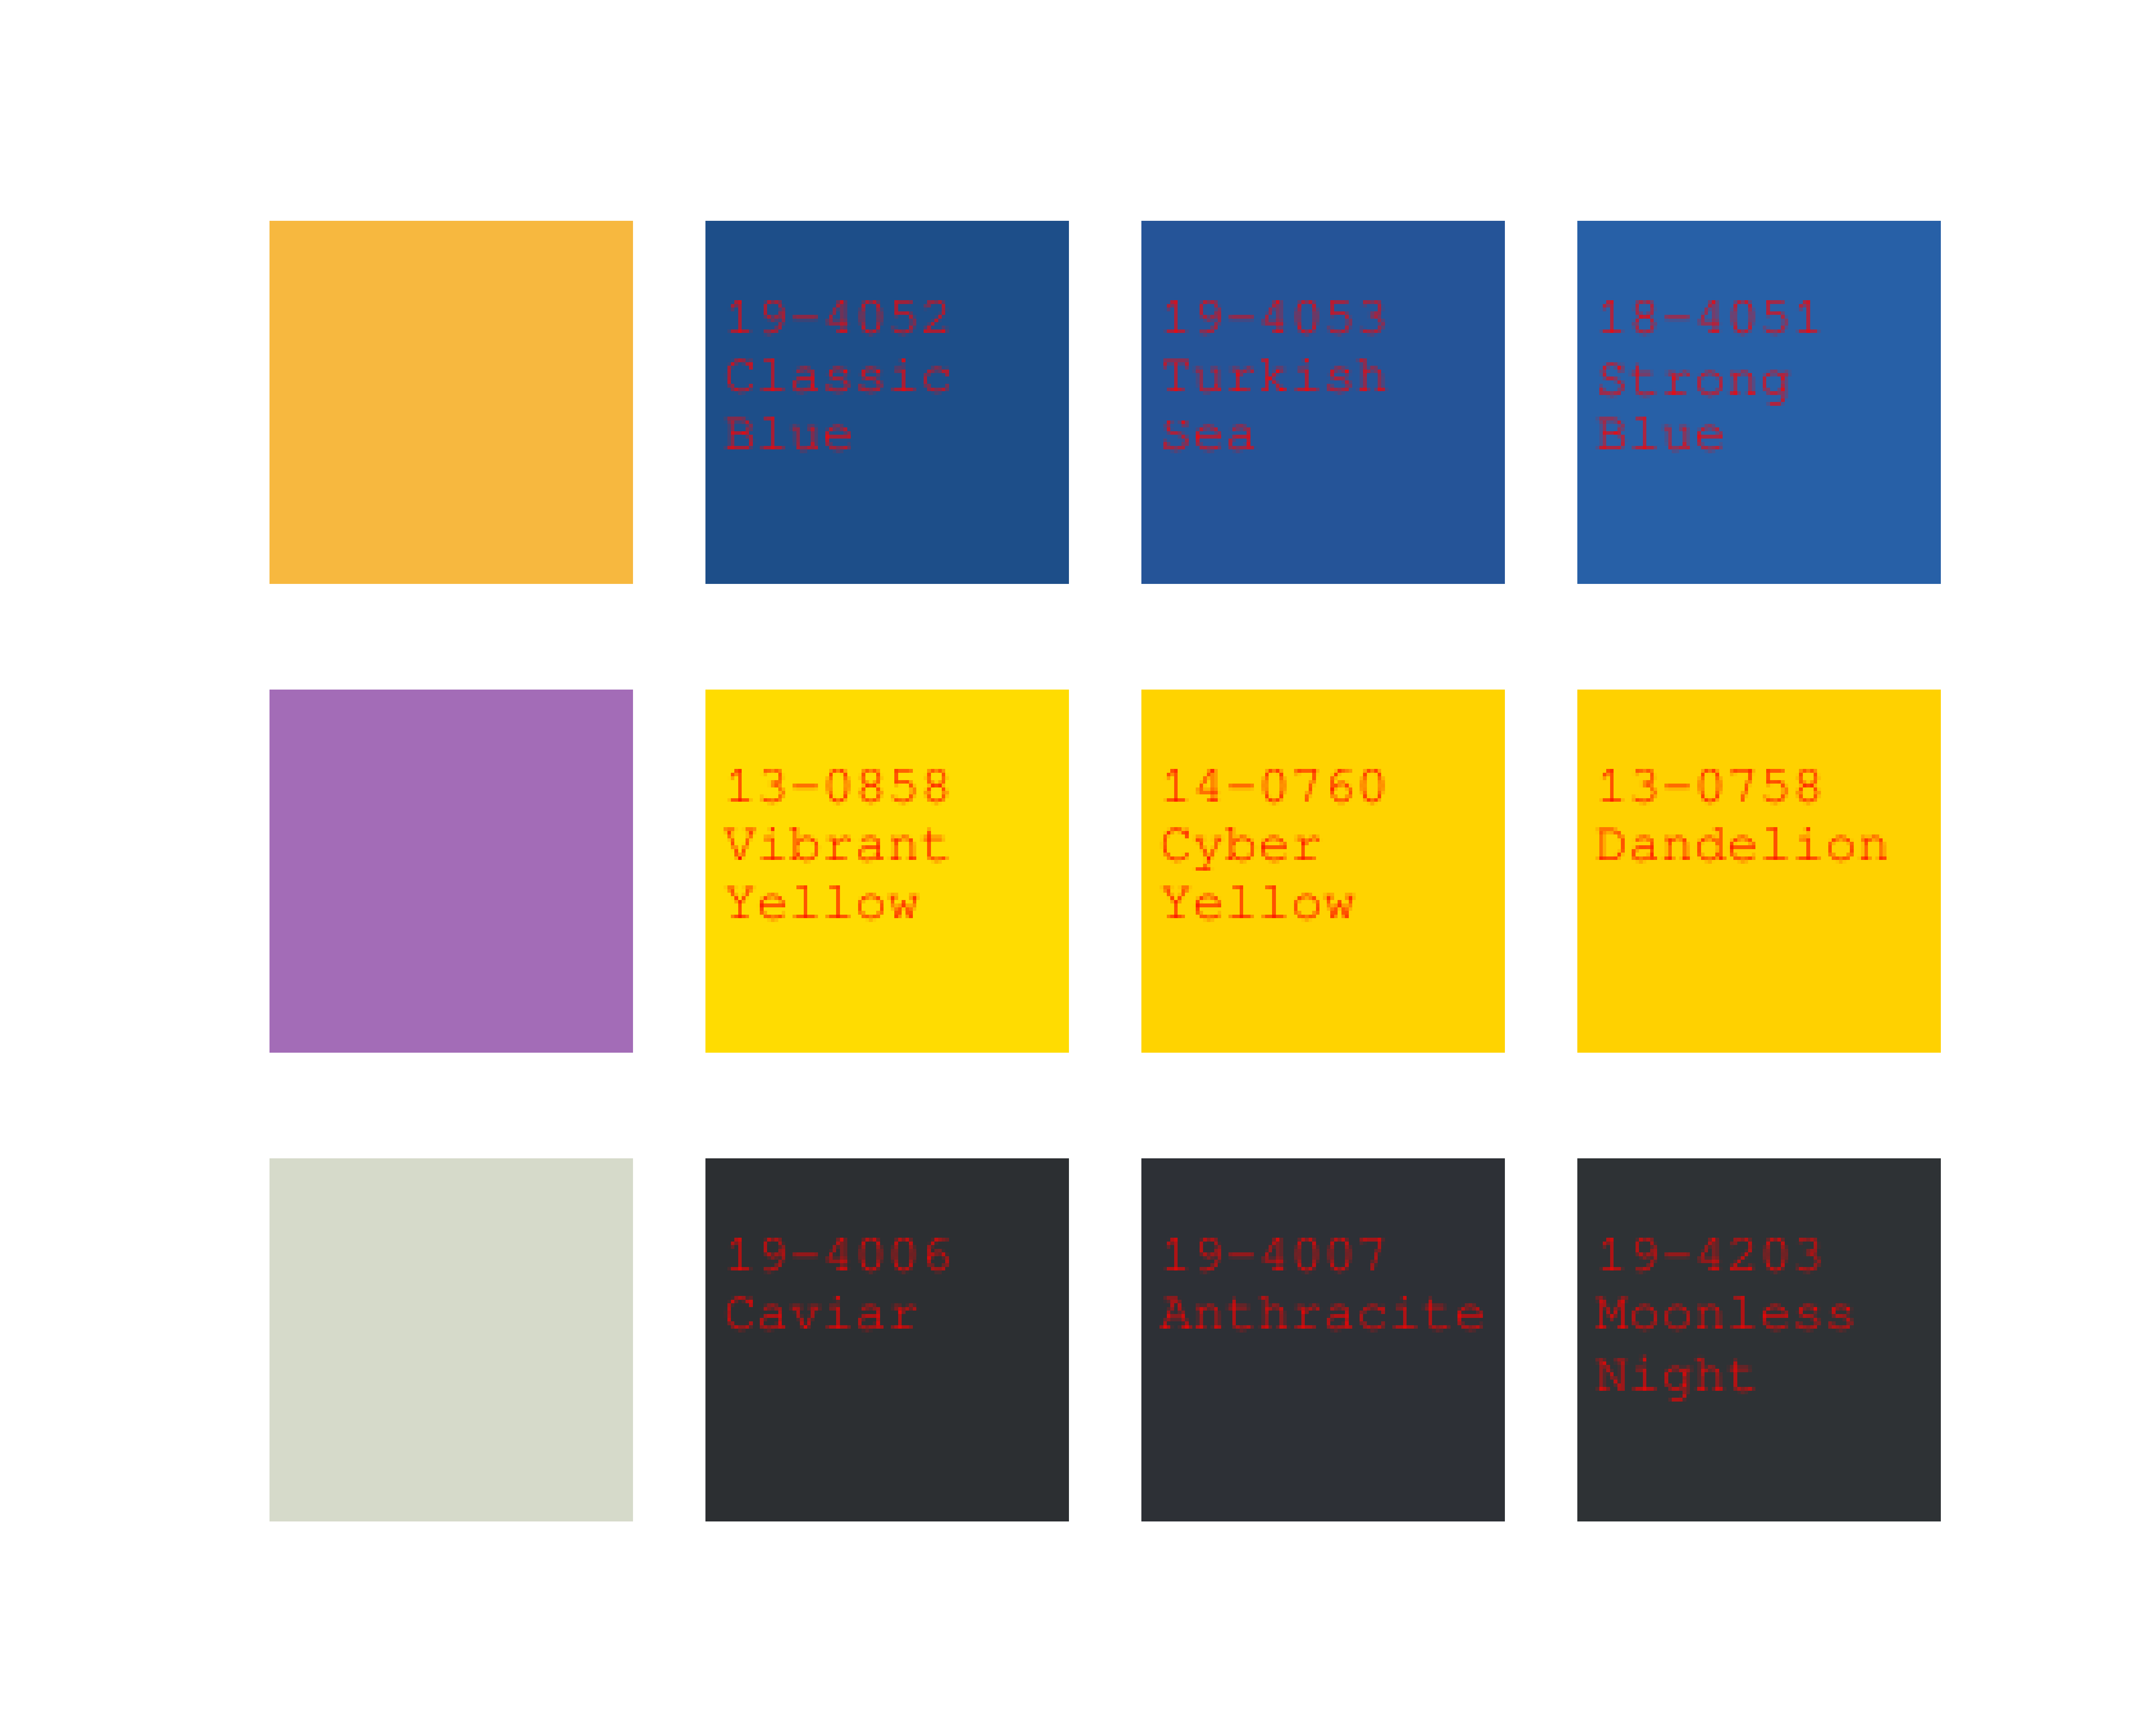 19-4052
Classic
Blue
19-4053
Turkish
Sea
18-4051
Strong
Blue
13-0858
Vibrant
Yellow
14-0760
Cyber
Yellow
13-0758
Dandelion
19-4006
Caviar
19-4007
Anthracite
19-4203
Moonless
Night